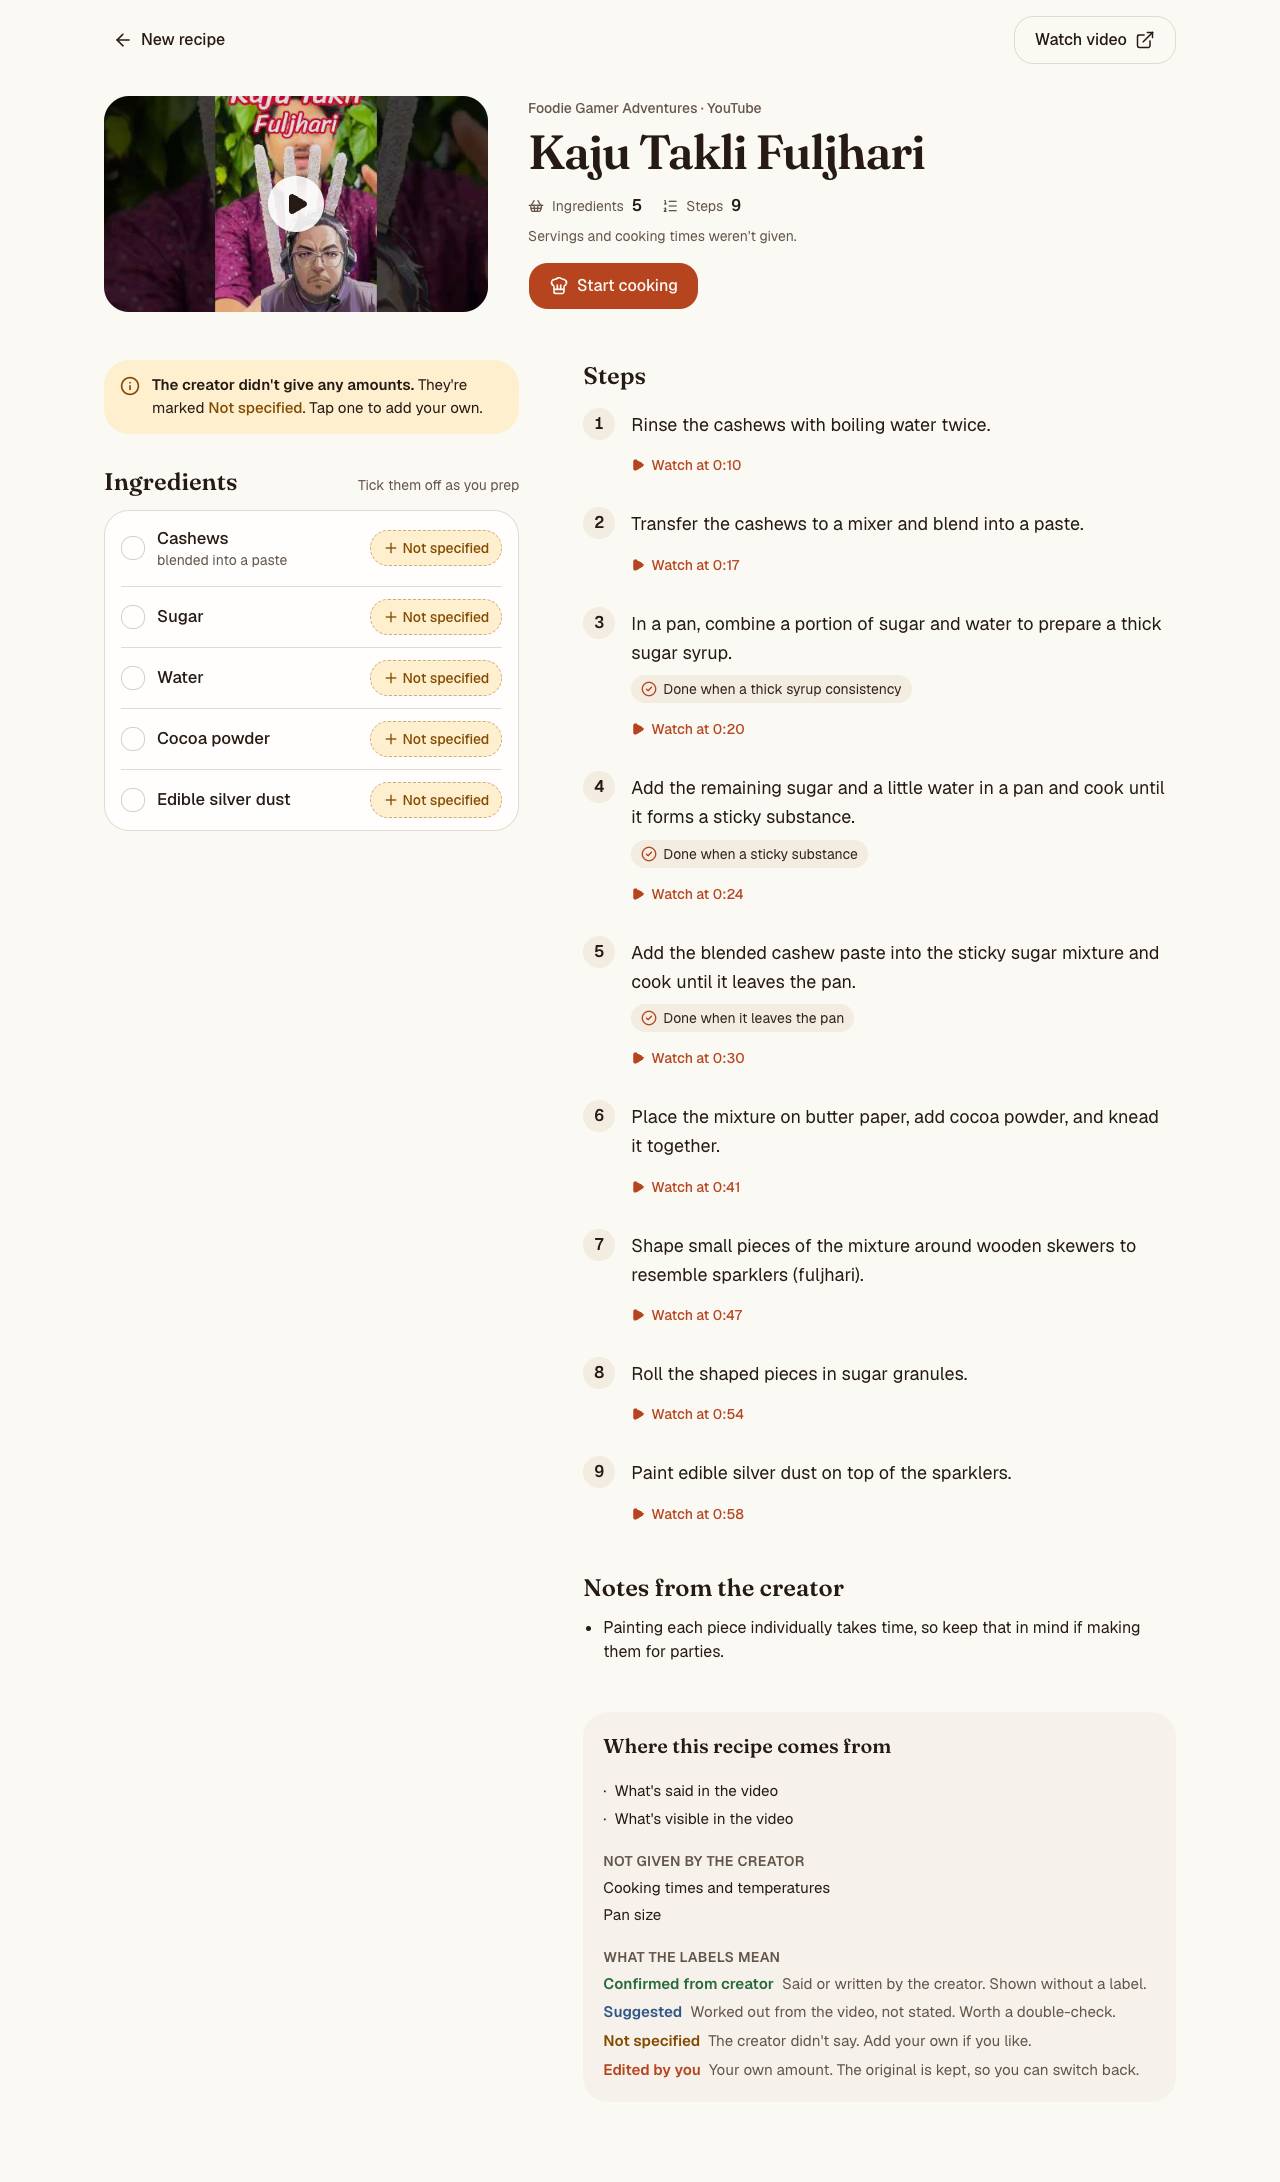 New recipe
Watch video
Kaju Takli
Fuljhari
Foodie Gamer Adventures · YouTube
Kaju Takli Fuljhari
Ingredients 5 Steps 9
Servings and cooking times weren't given.
Start cooking
The creator didn't give any amounts. They're
marked Not specified. Tap one to add your own.
Ingredients
Tick them off as you prep
Cashews
blended into a paste
+ Not specified
Sugar
+ Not specified
Water
+ Not specified
Cocoa powder
+ Not specified
Edible silver dust
+ Not specified
Steps
1 Rinse the cashews with boiling water twice.
Watch at 0:10
2 Transfer the cashews to a mixer and blend into a paste.
Watch at 0:17
3 In a pan, combine a portion of sugar and water to prepare a thick
sugar syrup.
Done when a thick syrup consistency
Watch at 0:20
4 Add the remaining sugar and a little water in a pan and cook until
it forms a sticky substance.
Done when a sticky substance
Watch at 0:24
5 Add the blended cashew paste into the sticky sugar mixture and
cook until it leaves the pan.
Done when it leaves the pan
Watch at 0:30
6 Place the mixture on butter paper, add cocoa powder, and knead
it together.
Watch at 0:41
7 Shape small pieces of the mixture around wooden skewers to
resemble sparklers (fuljhari).
Watch at 0:47
8 Roll the shaped pieces in sugar granules.
Watch at 0:54
9 Paint edible silver dust on top of the sparklers.
Watch at 0:58
Notes from the creator
• Painting each piece individually takes time, so keep that in mind if making
them for parties.
Where this recipe comes from
· What's said in the video
· What's visible in the video
NOT GIVEN BY THE CREATOR
Cooking times and temperatures
Pan size
WHAT THE LABELS MEAN
Confirmed from creator Said or written by the creator. Shown without a label.
Suggested Worked out from the video, not stated. Worth a double-check.
Not specified The creator didn't say. Add your own if you like.
Edited by you Your own amount. The original is kept, so you can switch back.